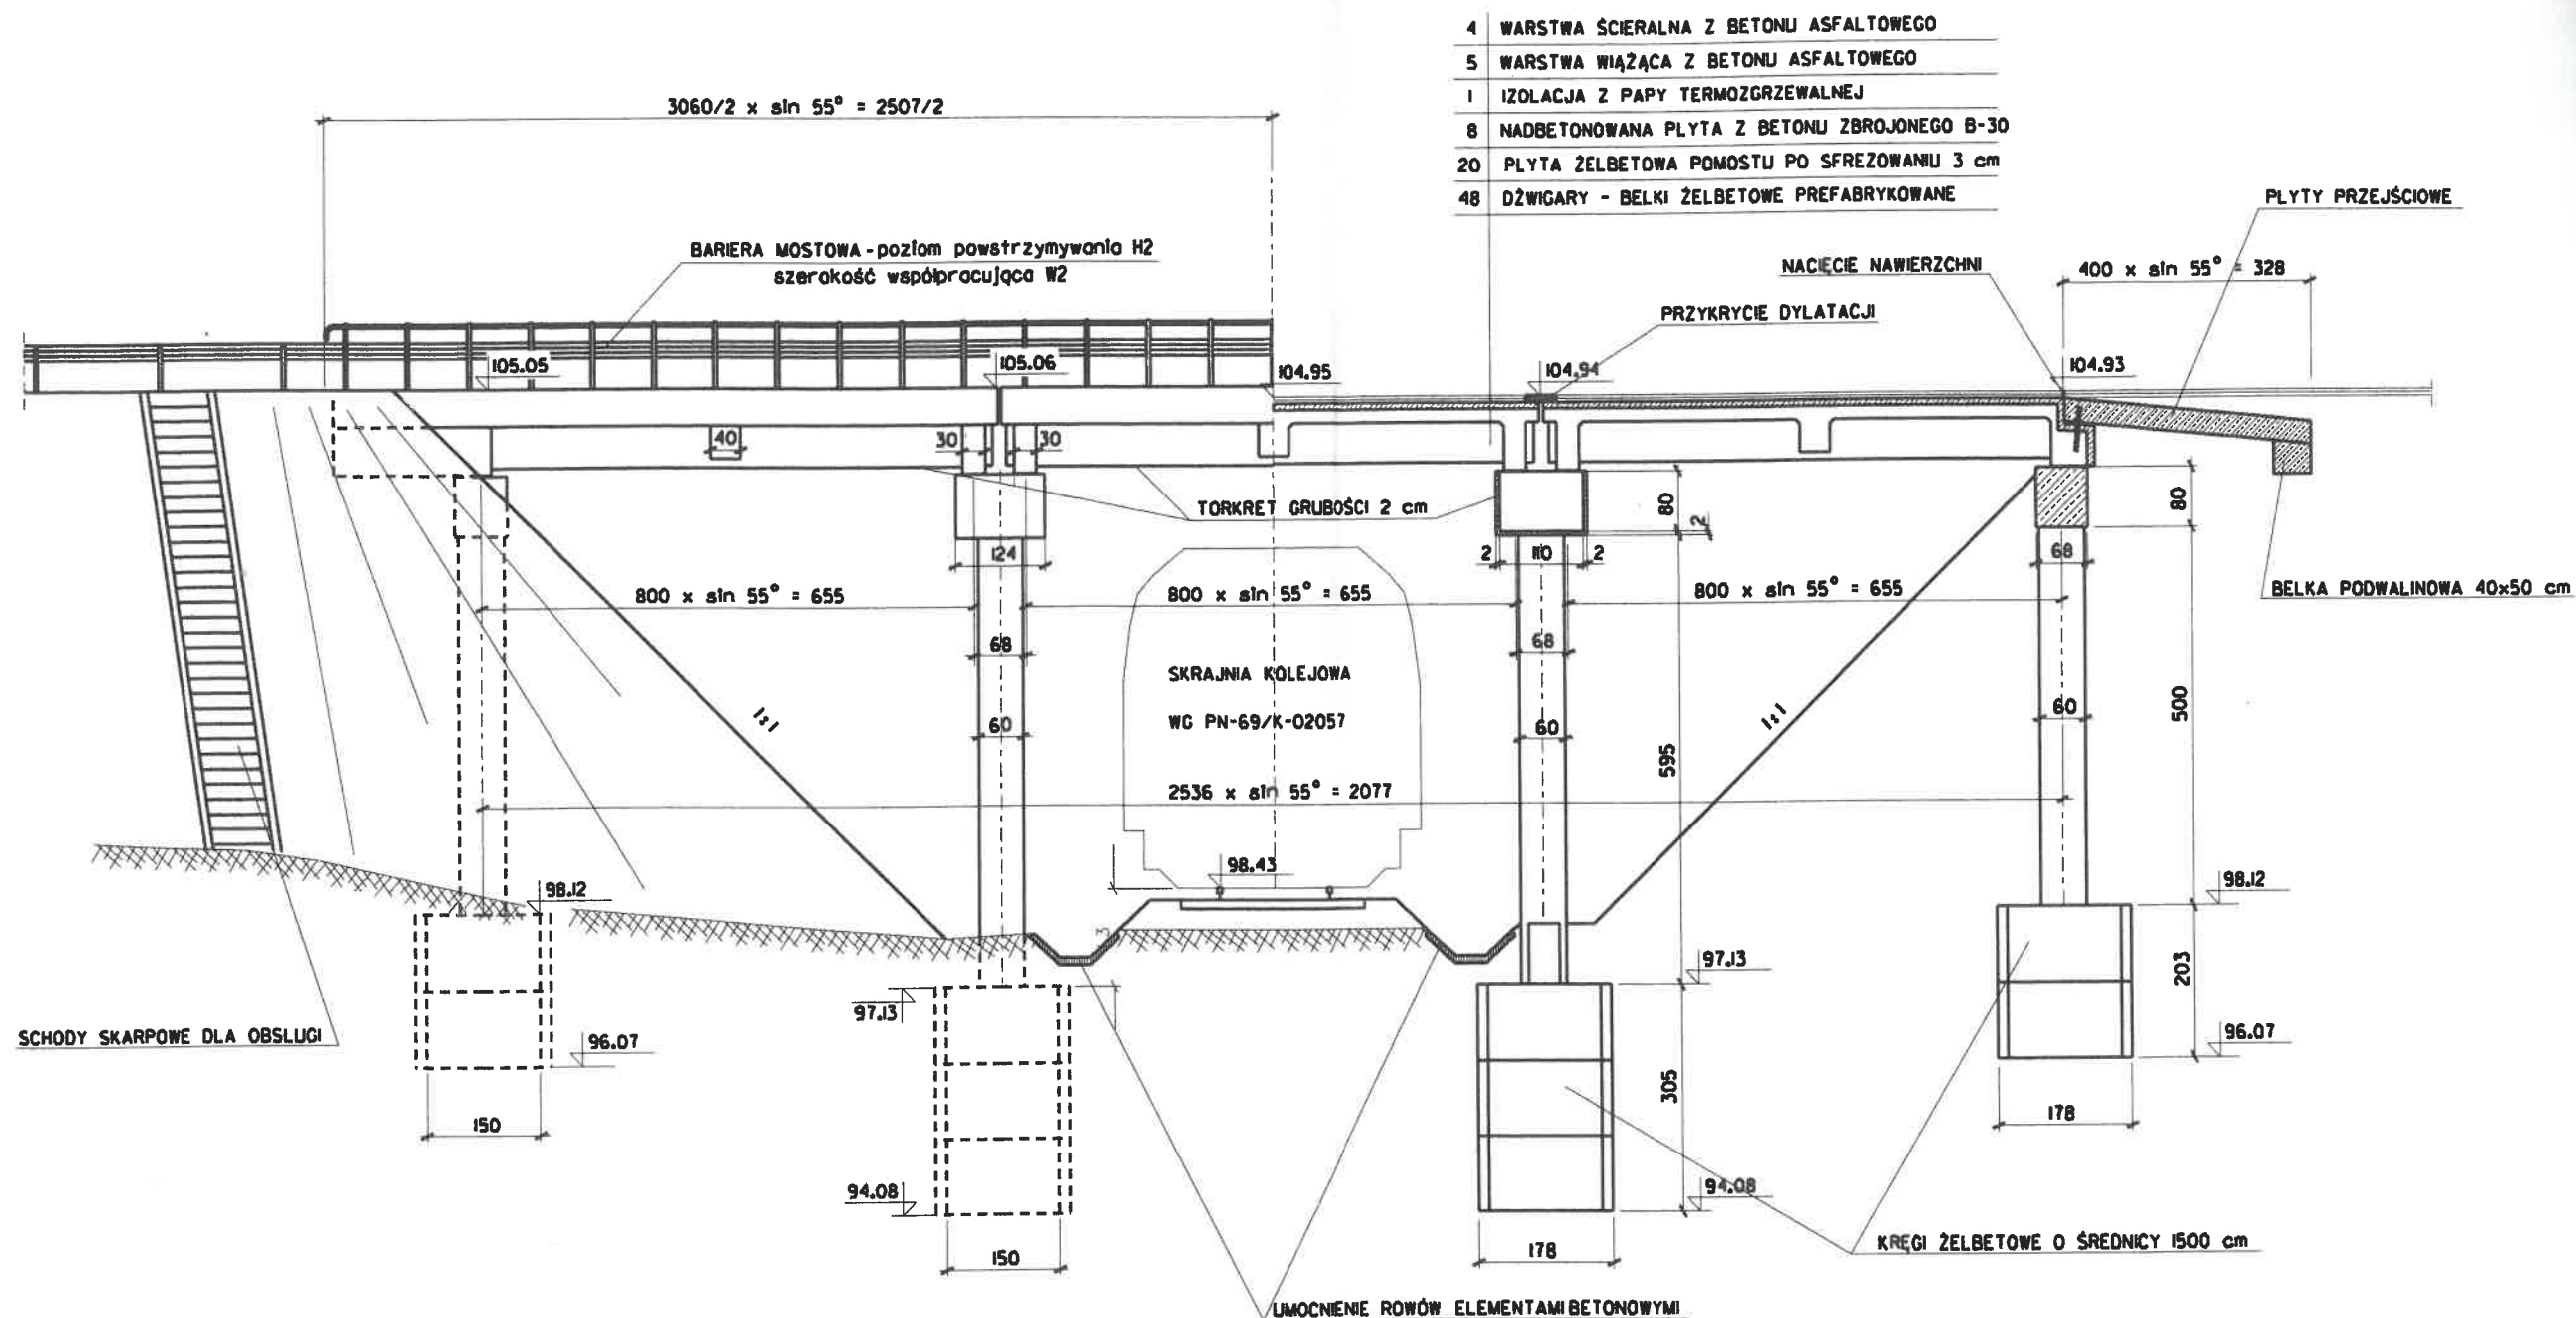 4 WARSTWA ŚCIERALNA Z BETONU ASFALTOWEGO
5 WARSTWA WIĄŻĄCA Z BETONU ASFALTOWEGO
1 IZOLACJA Z PAPY TERMOZGRZEWALNEJ
8 NADBETONOWANA PLYTA Z BETONU ZBROJONEGO B-30
20 PLYTA ŻELBETOWA POMOSTU PO SFREZOWANIU 3 cm
48 DŹWIGARY - BELKI ŻELBETOWE PREFABRYKOWANE
3060/2 x sin 55° = 2507/2
PLYTY PRZEJŚCIOWE
BARIERA MOSTOWA - poziom powstrzymywania H2
szerokość współpracująca W2
NACIĘCIE NAWIERZCHNI
400 x sin 55° = 328
PRZYKRYCIE DYLATACJI
105.05
105.06
104.95
104.94
104.93
40
30
30
TORKRET GRUBOŚCI 2 cm
80
2
80
124
2
110
2
68
800 x sin 55° = 655
800 x sin 55° = 655
800 x sin 55° = 655
BELKA PODWALINOWA 40x50 cm
68
68
SKRAJNIA KOLEJOWA
WG PN-69/K-02057
1:1
60
60
60
1:1
595
500
2536 x sin 55° = 2077
98.43
98.12
98.12
3
97.13
97.13
203
SCHODY SKARPOWE DLA OBSLUGI
96.07
96.07
305
150
178
94.08
94.08
150
178
KRĘGI ŻELBETOWE O ŚREDNICY 1500 cm
UMOCNIENIE ROWÓW ELEMENTAMI BETONOWYMI